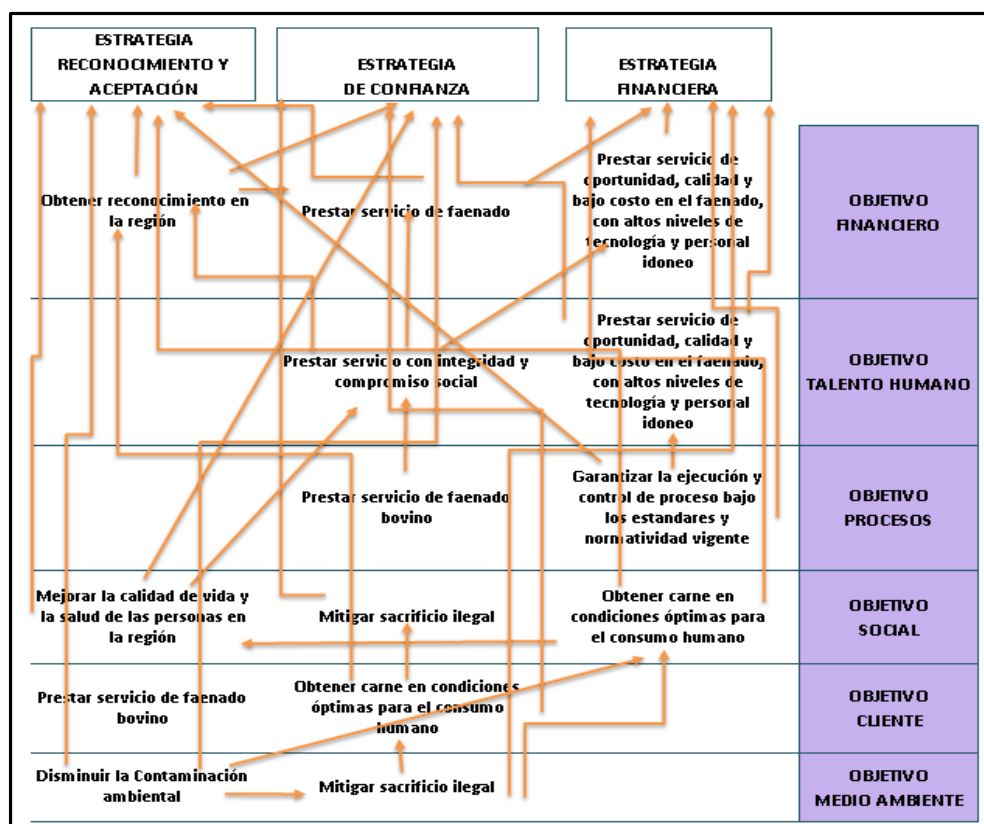 ESTRATEGIA
RECONOCIMIENTO Y
ACEPTACIÓN
ESTRATEGIA
DE CONFIANZA
ESTRATEGIA
FINANCIERA
Obtener reconocimiento en
la región
Prestar servicio de faenado
Prestar servicio de
oportunidad, calidad y
bajo costo en el faenado,
con altos niveles de
tecnología y personal
idoneo
OBJETIVO
FINANCIERO
Prestar servicio con integridad y
compromiso social
Prestar servicio de
oportunidad, calidad y
bajo costo en el faenado,
con altos niveles de
tecnología y personal
idoneo
OBJETIVO
TALENTO HUMANO
Prestar servicio de faenado
bovino
Garantizar la ejecución y
control de proceso bajo
los estandares y
normatividad vigente
OBJETIVO
PROCESOS
Mejorar la calidad de vida y
la salud de las personas en
la región
Mitigar sacrificio ilegal
Obtener carne en
condiciones óptimas para
el consumo humano
OBJETIVO
SOCIAL
Prestar servicio de faenado
bovino
Obtener carne en condiciones
óptimas para el consumo
humano
OBJETIVO
CLIENTE
Disminuir la Contaminación
ambiental
Mitigar sacrificio ilegal
OBJETIVO
MEDIO AMBIENTE